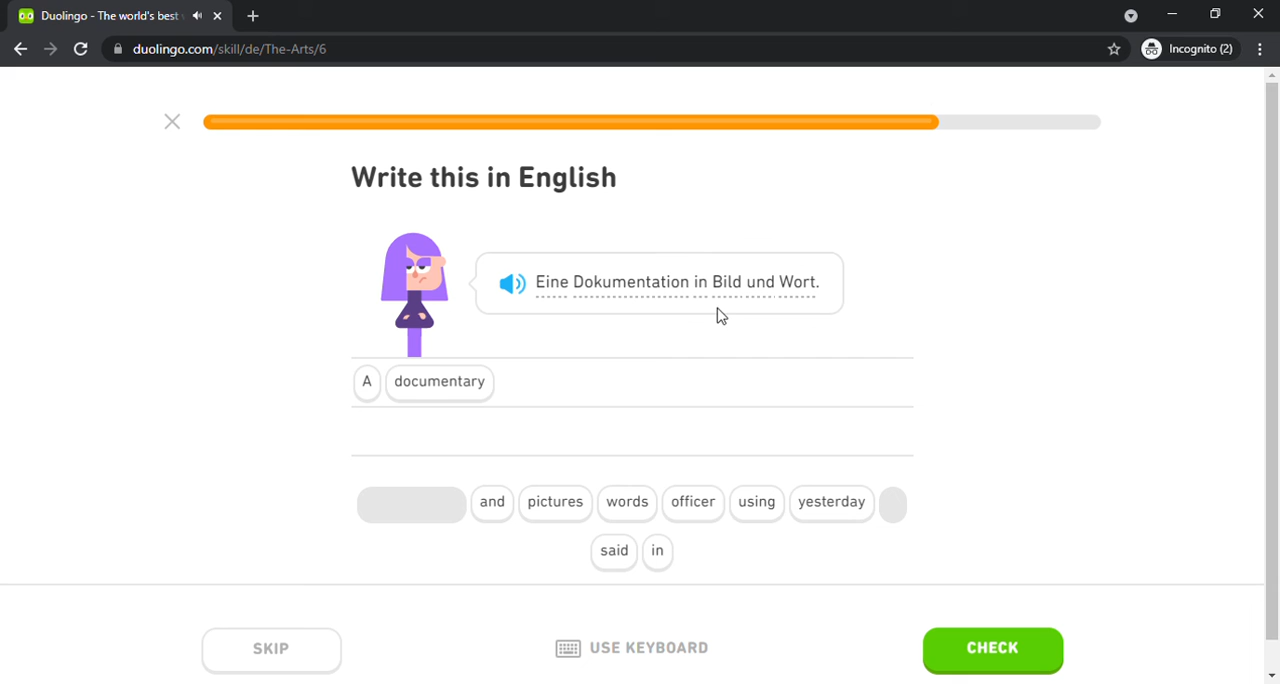 Duolingo - The world's best
duolingo.com/skill/de/The-Arts/6
Incognito (2)
Write this in English
Eine Dokumentation in Bild und Wort.
A documentary
and pictures words officer using yesterday
said in
SKIP
USE KEYBOARD
CHECK